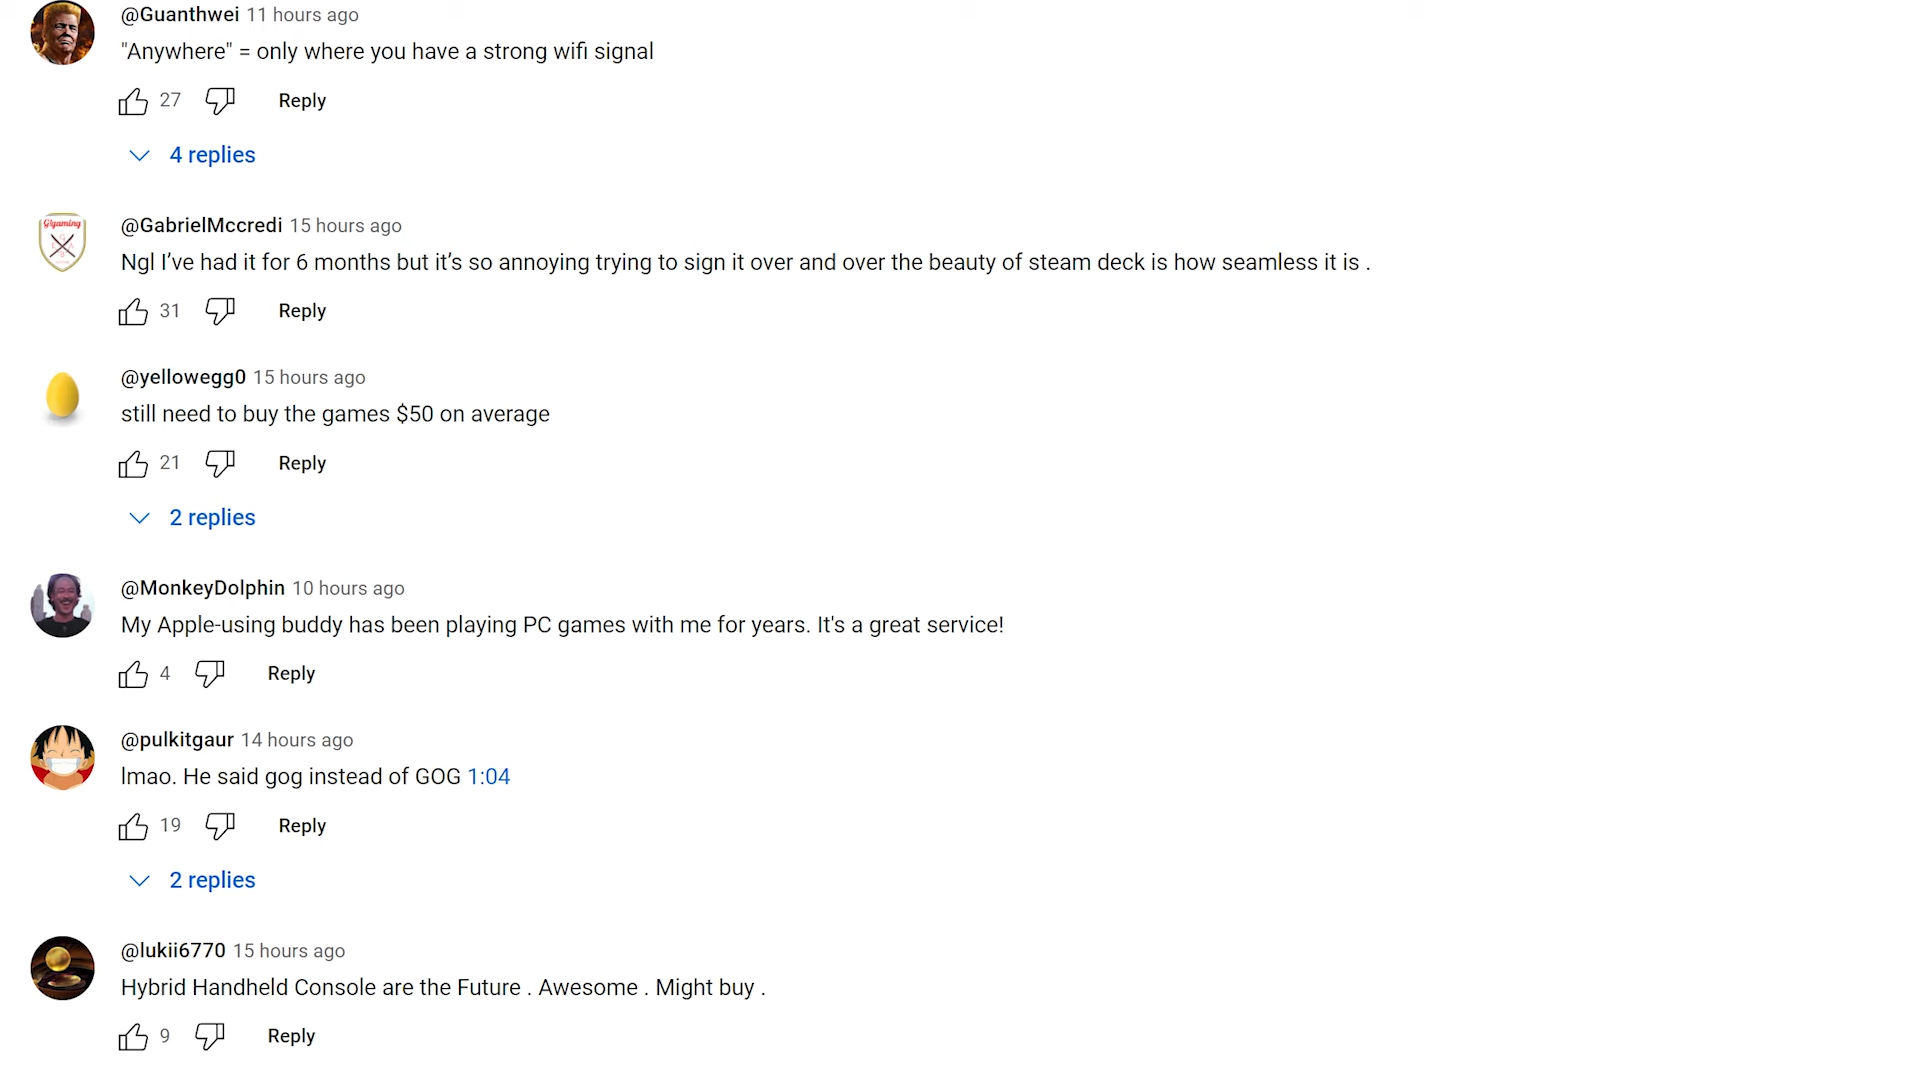 @Guanthwei 11 hours ago
"Anywhere" = only where you have a strong wifi signal
27 Reply
4 replies
Gigaming
@GabrielMccredi 15 hours ago
Ngl I’ve had it for 6 months but it’s so annoying trying to sign it over and over the beauty of steam deck is how seamless it is .
31 Reply
@yellowegg0 15 hours ago
still need to buy the games $50 on average
21 Reply
2 replies
@MonkeyDolphin 10 hours ago
My Apple-using buddy has been playing PC games with me for years. It's a great service!
4 Reply
@pulkitgaur 14 hours ago
lmao. He said gog instead of GOG 1:04
19 Reply
2 replies
@lukii6770 15 hours ago
Hybrid Handheld Console are the Future . Awesome . Might buy .
9 Reply